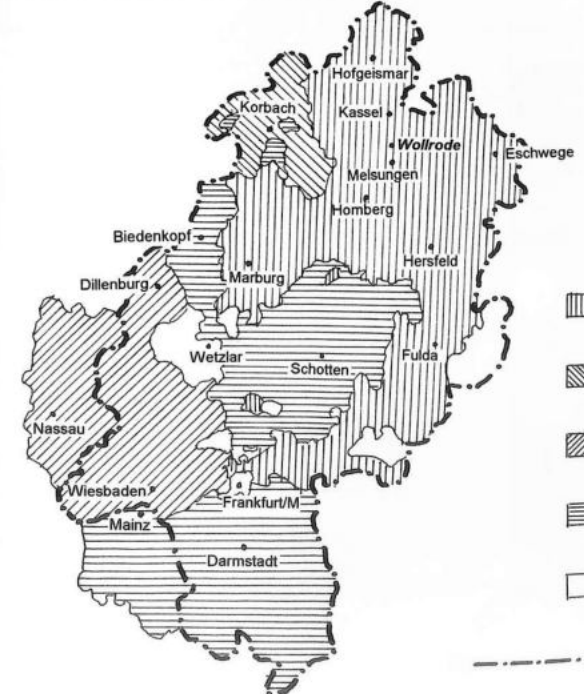 Hofgeismar
Korbach
Kassel
Wollrode
Eschwege
Melsungen
Homberg
Biedenkopf
Hersfeld
Marburg
Dillenburg
Wetzlar
Schotten
Fulda
Nassau
Wiesbaden
Frankfurt/M
Mainz
Darmstadt